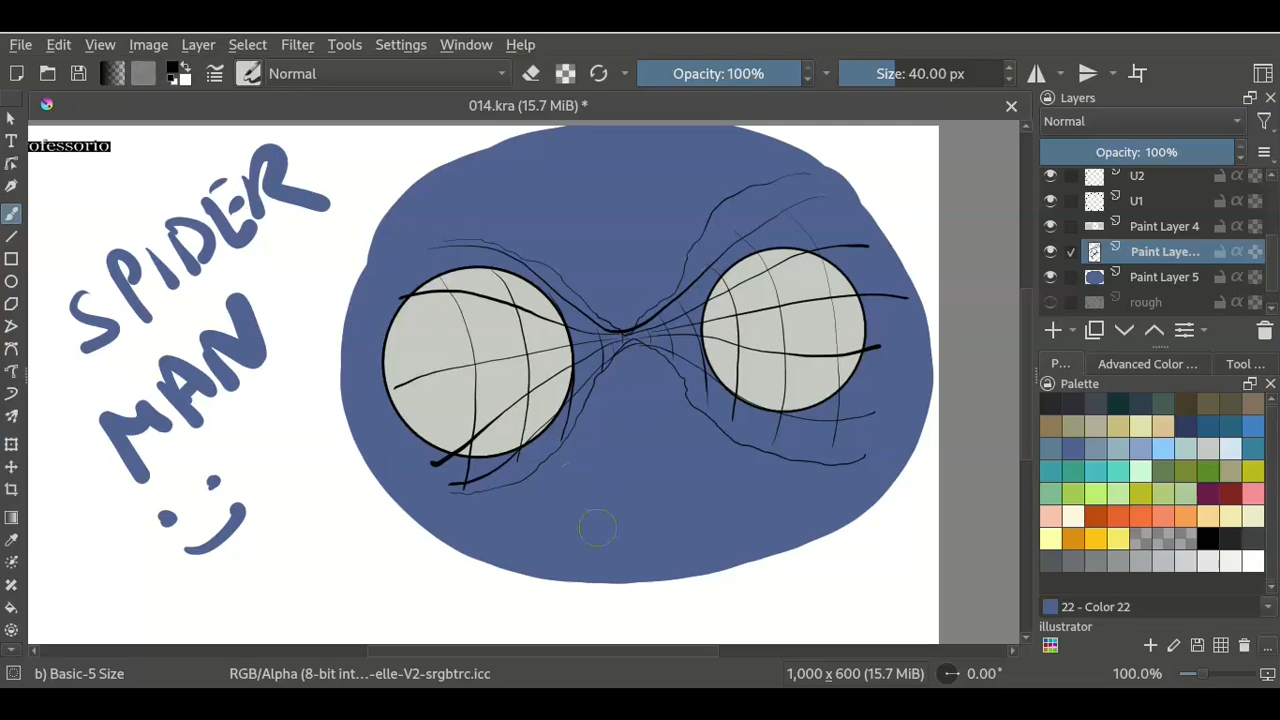 File Edit View Image Layer Select Filter Tools Settings Window Help
Normal Opacity: 100% Size: 40.00 px
014.kra (15.7 MiB) *
ofessorio
SPIDER
MAN
Layers
Normal
Opacity: 100%
U2
U1
Paint Layer 4
Paint Laye...
Paint Layer 5
rough
P... Advanced Color ... Tool ...
Palette
22 - Color 22
illustrator
b) Basic-5 Size RGB/Alpha (8-bit int...-elle-V2-srgbtrc.icc 1,000 x 600 (15.7 MiB) 0.00° 100.0%